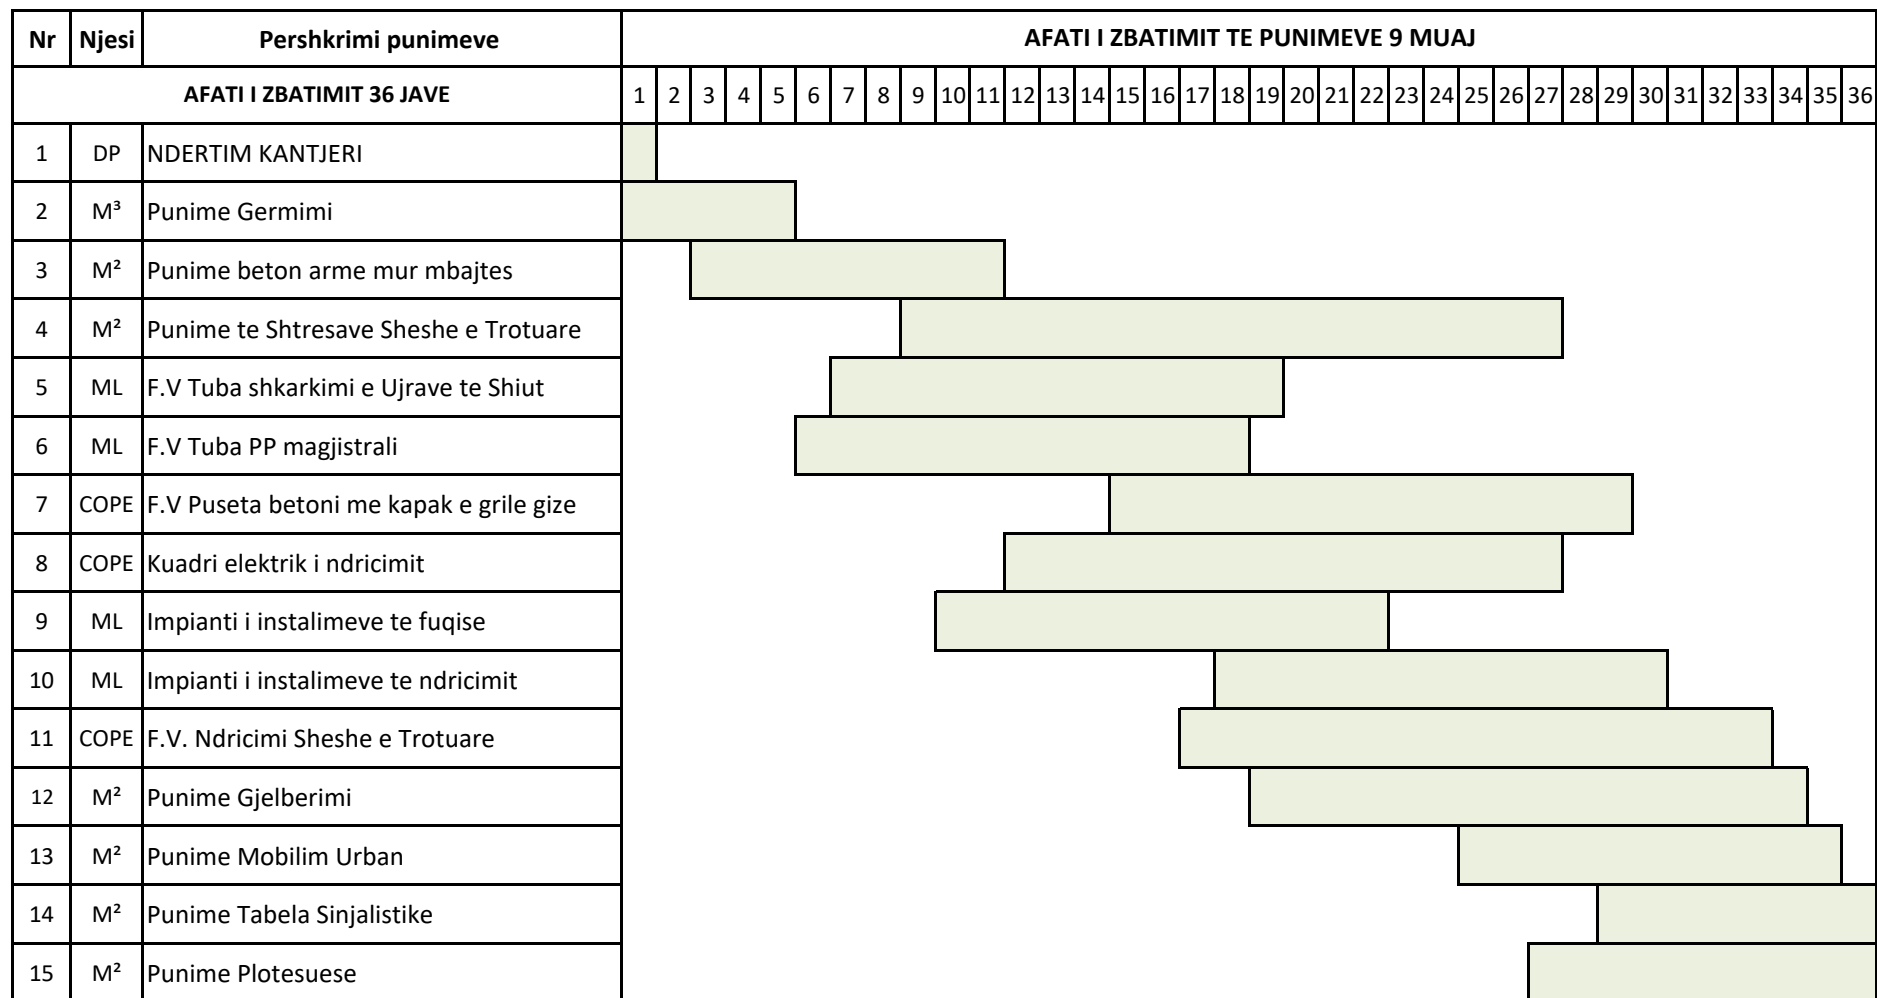 Nr Njesi Pershkrimi punimeve AFATI I ZBATIMIT TE PUNIMEVE 9 MUAJ
AFATI I ZBATIMIT 36 JAVE 1 2 3 4 5 6 7 8 9 10 11 12 13 14 15 16 17 18 19 20 21 22 23 24 25 26 27 28 29 30 31 32 33 34 35 36
1 DP NDERTIM KANTJERI
2 M³ Punime Germimi
3 M² Punime beton arme mur mbajtes
4 M² Punime te Shtresave Sheshe e Trotuare
5 ML F.V Tuba shkarkimi e Ujrave te Shiut
6 ML F.V Tuba PP magjistrali
7 COPE F.V Puseta betoni me kapak e grile gize
8 COPE Kuadri elektrik i ndricimit
9 ML Impianti i instalimeve te fuqise
10 ML Impianti i instalimeve te ndricimit
11 COPE F.V. Ndricimi Sheshe e Trotuare
12 M² Punime Gjelberimi
13 M² Punime Mobilim Urban
14 M² Punime Tabela Sinjalistike
15 M² Punime Plotesuese